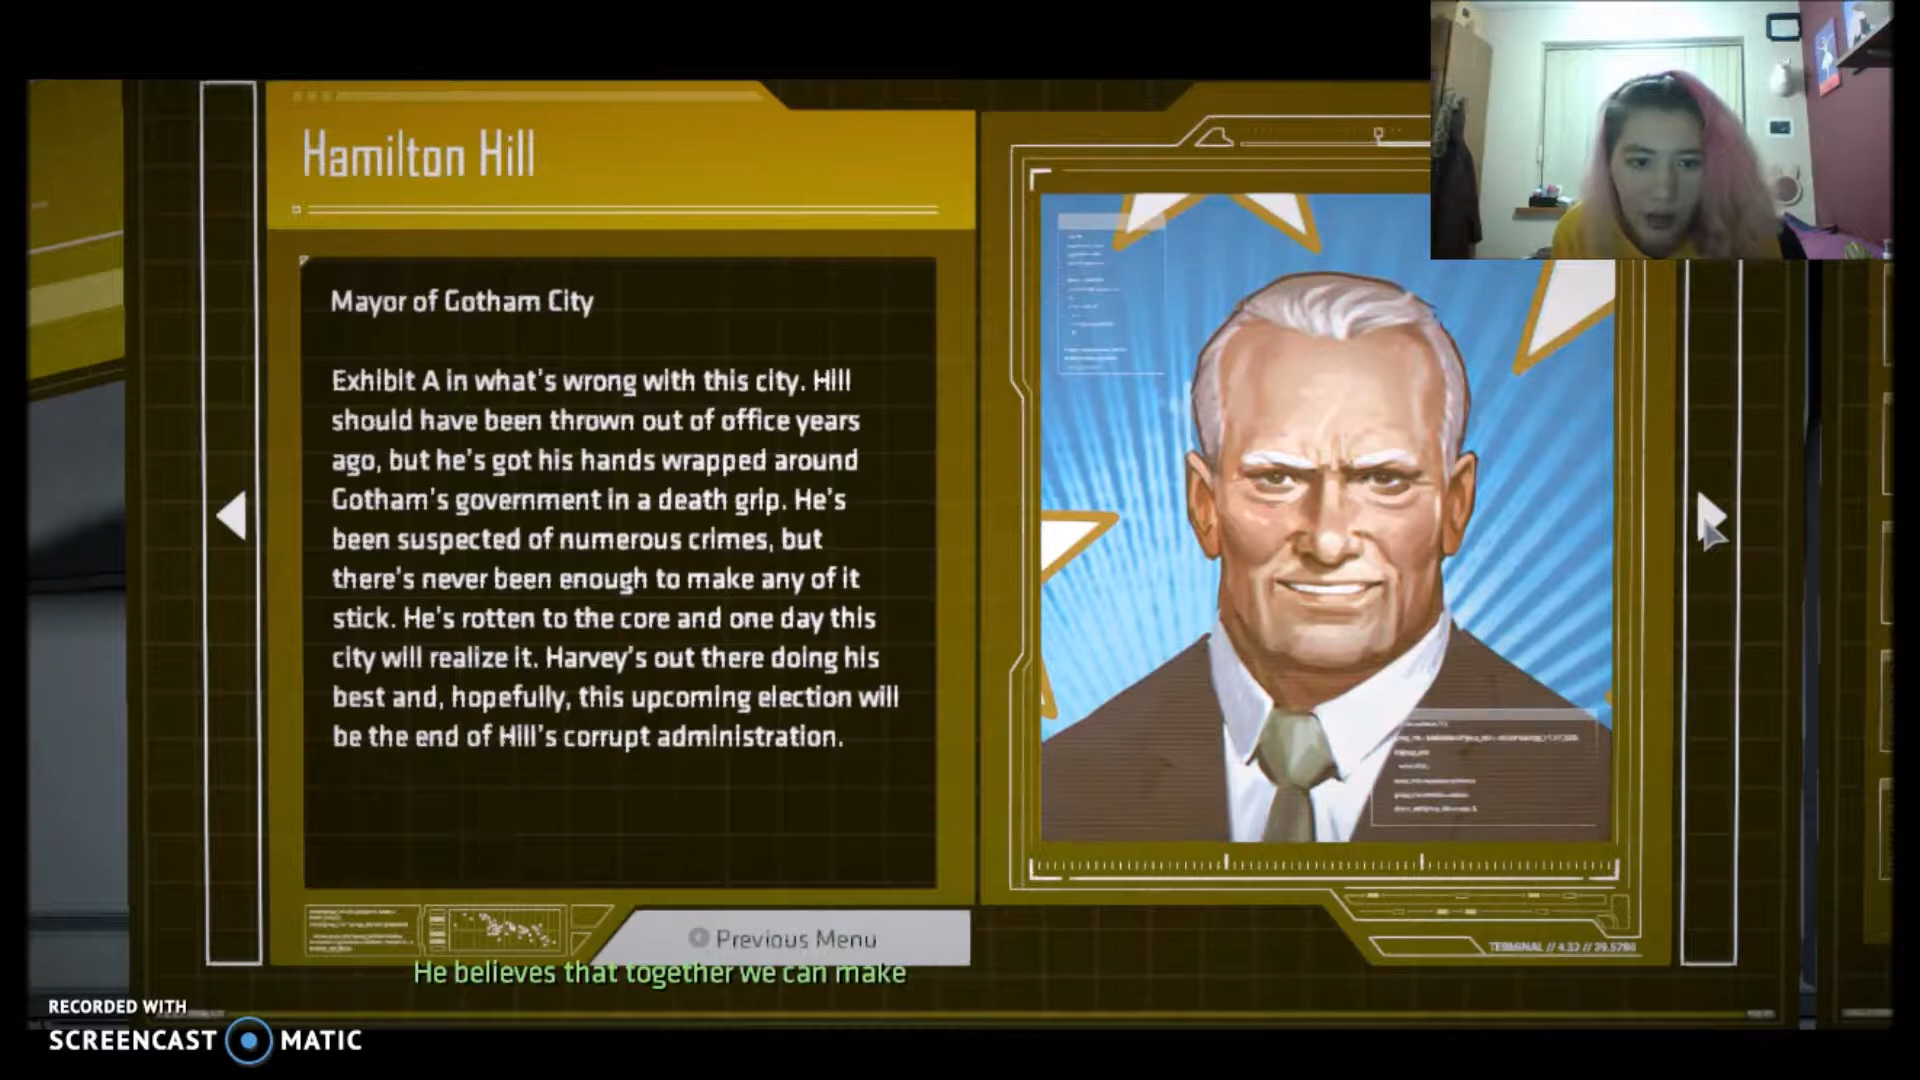 Hamilton Hill
Mayor of Gotham City
Exhibit A in what's wrong with this city. Hill
should have been thrown out of office years
ago, but he's got his hands wrapped around
Gotham's government in a death grip. He's
been suspected of numerous crimes, but
there's never been enough to make any of it
stick. He's rotten to the core and one day this
city will realize it. Harvey's out there doing his
best and, hopefully, this upcoming election will
be the end of Hill's corrupt administration.
Previous Menu
He believes that together we can make
TERMINAL // 4.32 // 29.5780
RECORDED WITH
SCREENCAST MATIC